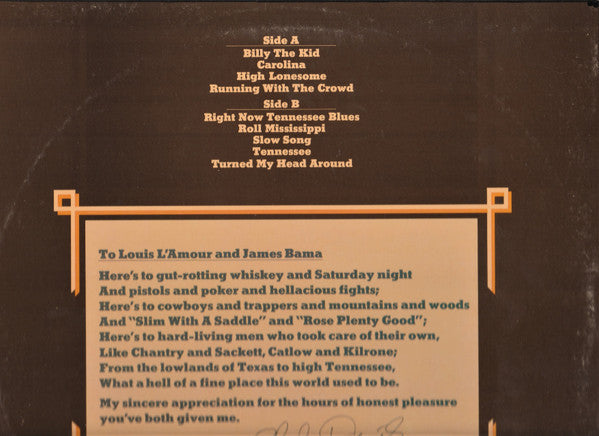 Side A
Billy The Kid
Carolina
High Lonesome
Running With The Crowd
Side B
Right Now Tennessee Blues
Roll Mississippi
Slow Song
Tennessee
Turned My Head Around
To Louis L'Amour and James Bama
Here's to gut-rotting whiskey and Saturday night
And pistols and poker and hellacious fights;
Here's to cowboys and trappers and mountains and woods
And "Slim With A Saddle" and "Rose Plenty Good";
Here's to hard-living men who took care of their own,
Like Chantry and Sackett, Catlow and Kilrone;
From the lowlands of Texas to high Tennessee,
What a hell of a fine place this world used to be.
My sincere appreciation for the hours of honest pleasure
you've both given me.